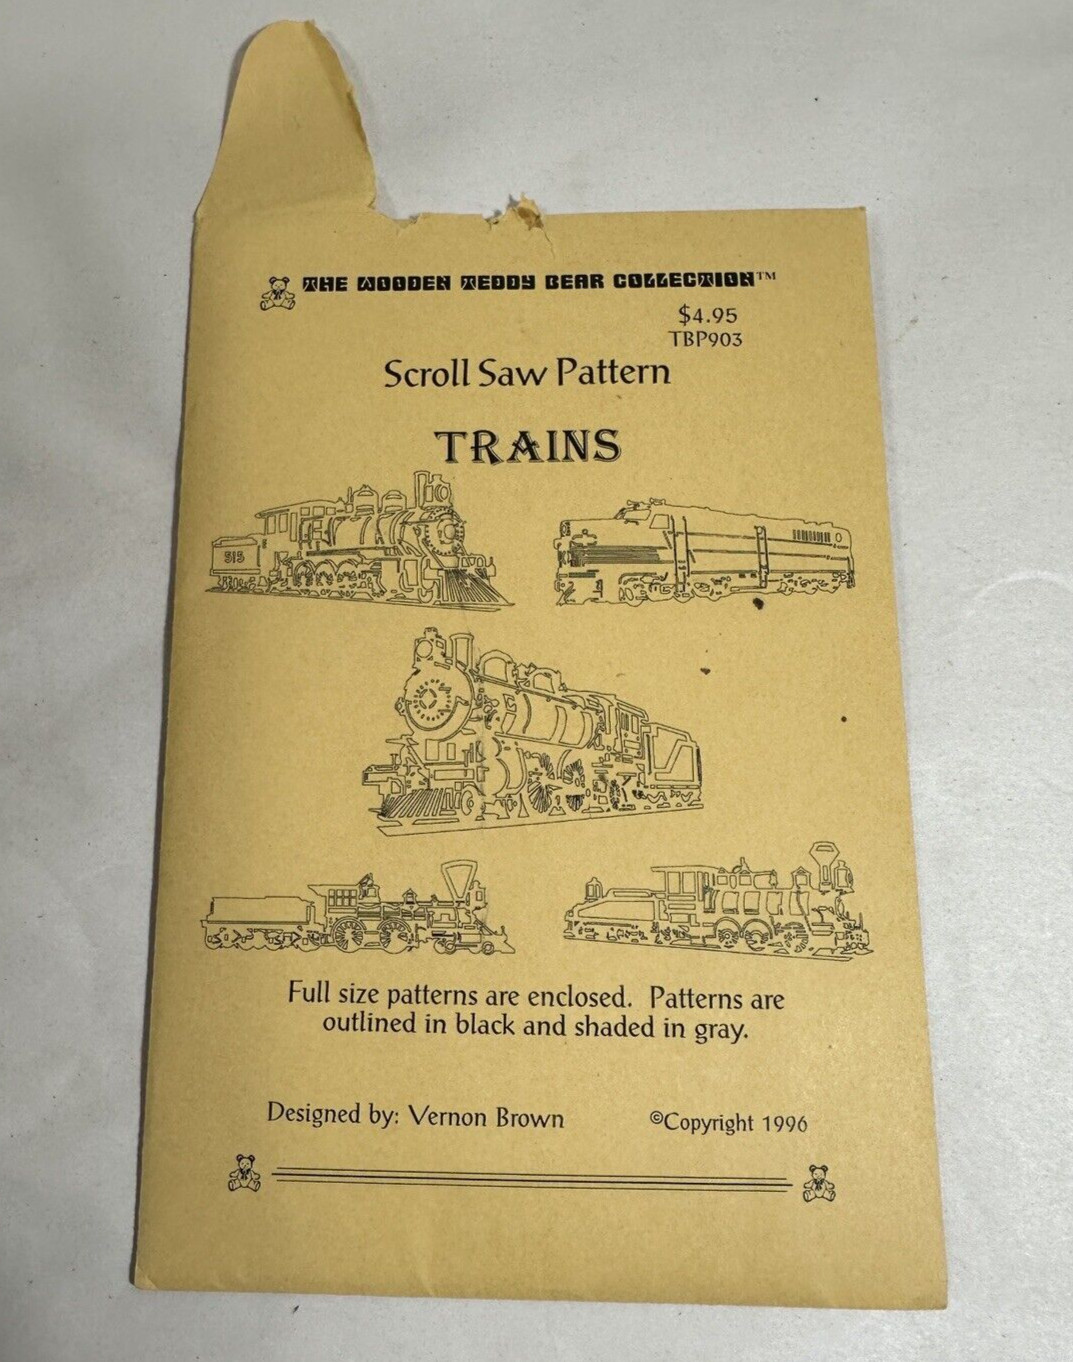 THE WOODEN TEDDY BEAR COLLECTION™
$4.95
TBP903
Scroll Saw Pattern
TRAINS
515
Full size patterns are enclosed. Patterns are
outlined in black and shaded in gray.
Designed by: Vernon Brown
©Copyright 1996